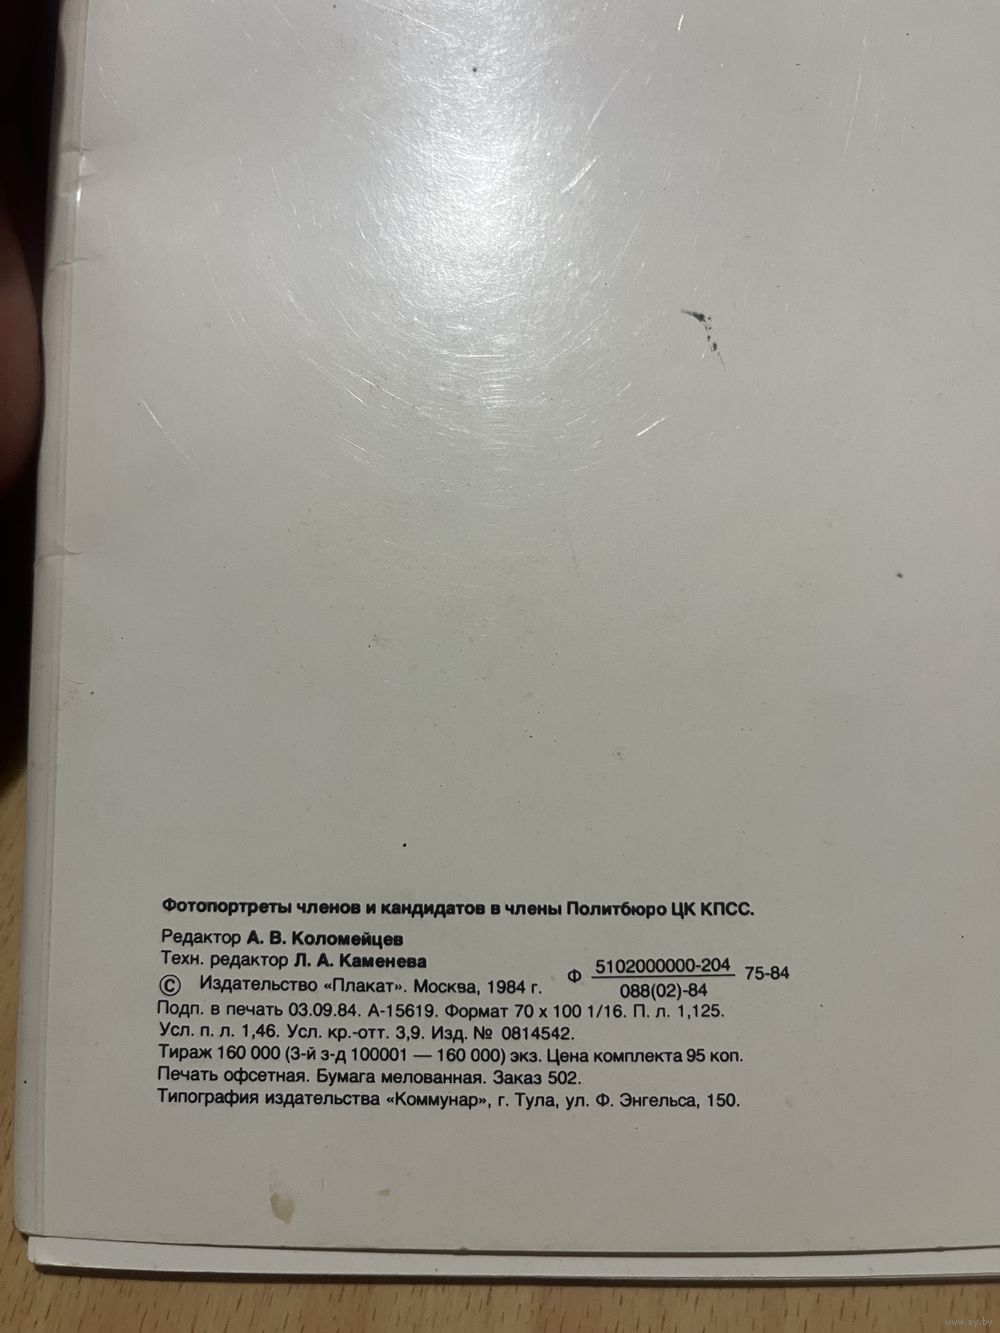 Фотопортреты членов и кандидатов в члены Политбюро ЦК КПСС.
Редактор А. В. Коломейцев
Техн. редактор Л. А. Каменева
© Издательство «Плакат». Москва, 1984 г.
Ф 5102000000-204 75-84
088(02)-84
Подп. в печать 03.09.84. А-15619. Формат 70 х 100 1/16. П. л. 1,125.
Усл. п. л. 1,46. Усл. кр.-отт. 3,9. Изд. № 0814542.
Тираж 160 000 (3-й з-д 100001 — 160 000) экз. Цена комплекта 95 коп.
Печать офсетная. Бумага мелованная. Заказ 502.
Типография издательства «Коммунар», г. Тула, ул. Ф. Энгельса, 150.
www.ay.by